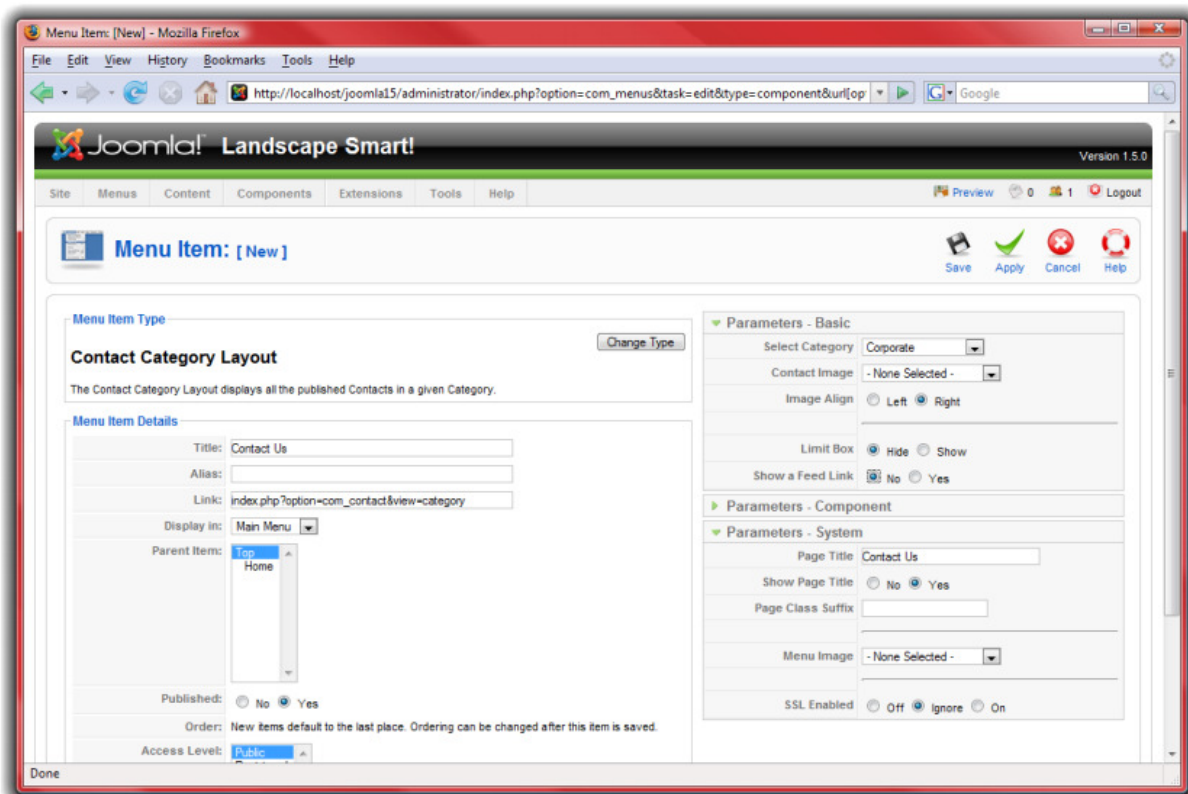 Menu Item: [New] - Mozilla Firefox
File Edit View History Bookmarks Tools Help
http://localhost/joomla15/administrator/index.php?option=com_menus&task=edit&type=component&url[op
Google
Joomla! Landscape Smart!
Version 1.5.0
Site Menus Content Components Extensions Tools Help Preview 0 1 Logout
Menu Item: [ New ]
Save Apply Cancel Help
Menu Item Type
Change Type
Contact Category Layout
The Contact Category Layout displays all the published Contacts in a given Category.
Menu Item Details
Title: Contact Us
Alias:
Link: index.php?option=com_contact&view=category
Display in: Main Menu
Parent Item: Top
Home
Published: No Yes
Order: New items default to the last place. Ordering can be changed after this item is saved.
Access Level: Public
Parameters - Basic
Select Category Corporate
Contact Image - None Selected -
Image Align Left Right
Limit Box Hide Show
Show a Feed Link No Yes
Parameters - Component
Parameters - System
Page Title Contact Us
Show Page Title No Yes
Page Class Suffix
Menu Image - None Selected -
SSL Enabled Off Ignore On
Done